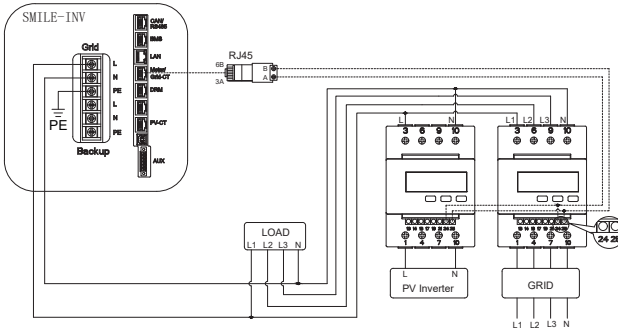 SMILE-INV
Grid
L
N
PE
L
N
PE
Backup
PE
CAN/
RS485
BMS
LAN
Meter/
Grid-CT
DRM
PV-CT
AUX
RJ45
6B
3A
B
A
LOAD
L1 L2 L3 N
L N
3 6 9 10
1 4 7 10
L N
PV Inverter
L1 L2 L3 N
3 6 9 10
24 25
1 4 7 10
GRID
L1 L2 L3 N